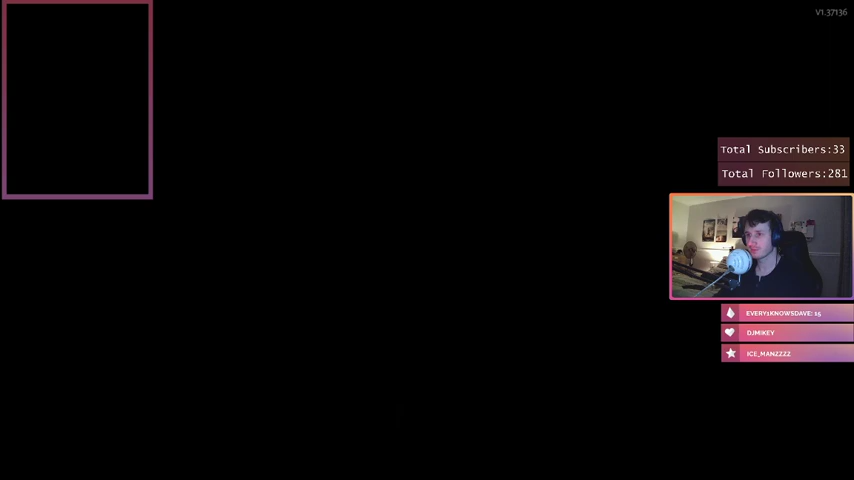 V1.37136
Total Subscribers:33
Total Followers:281
EVERY1KNOWSDAVE: 15
DJMIKEY
ICE_MANZZZZ